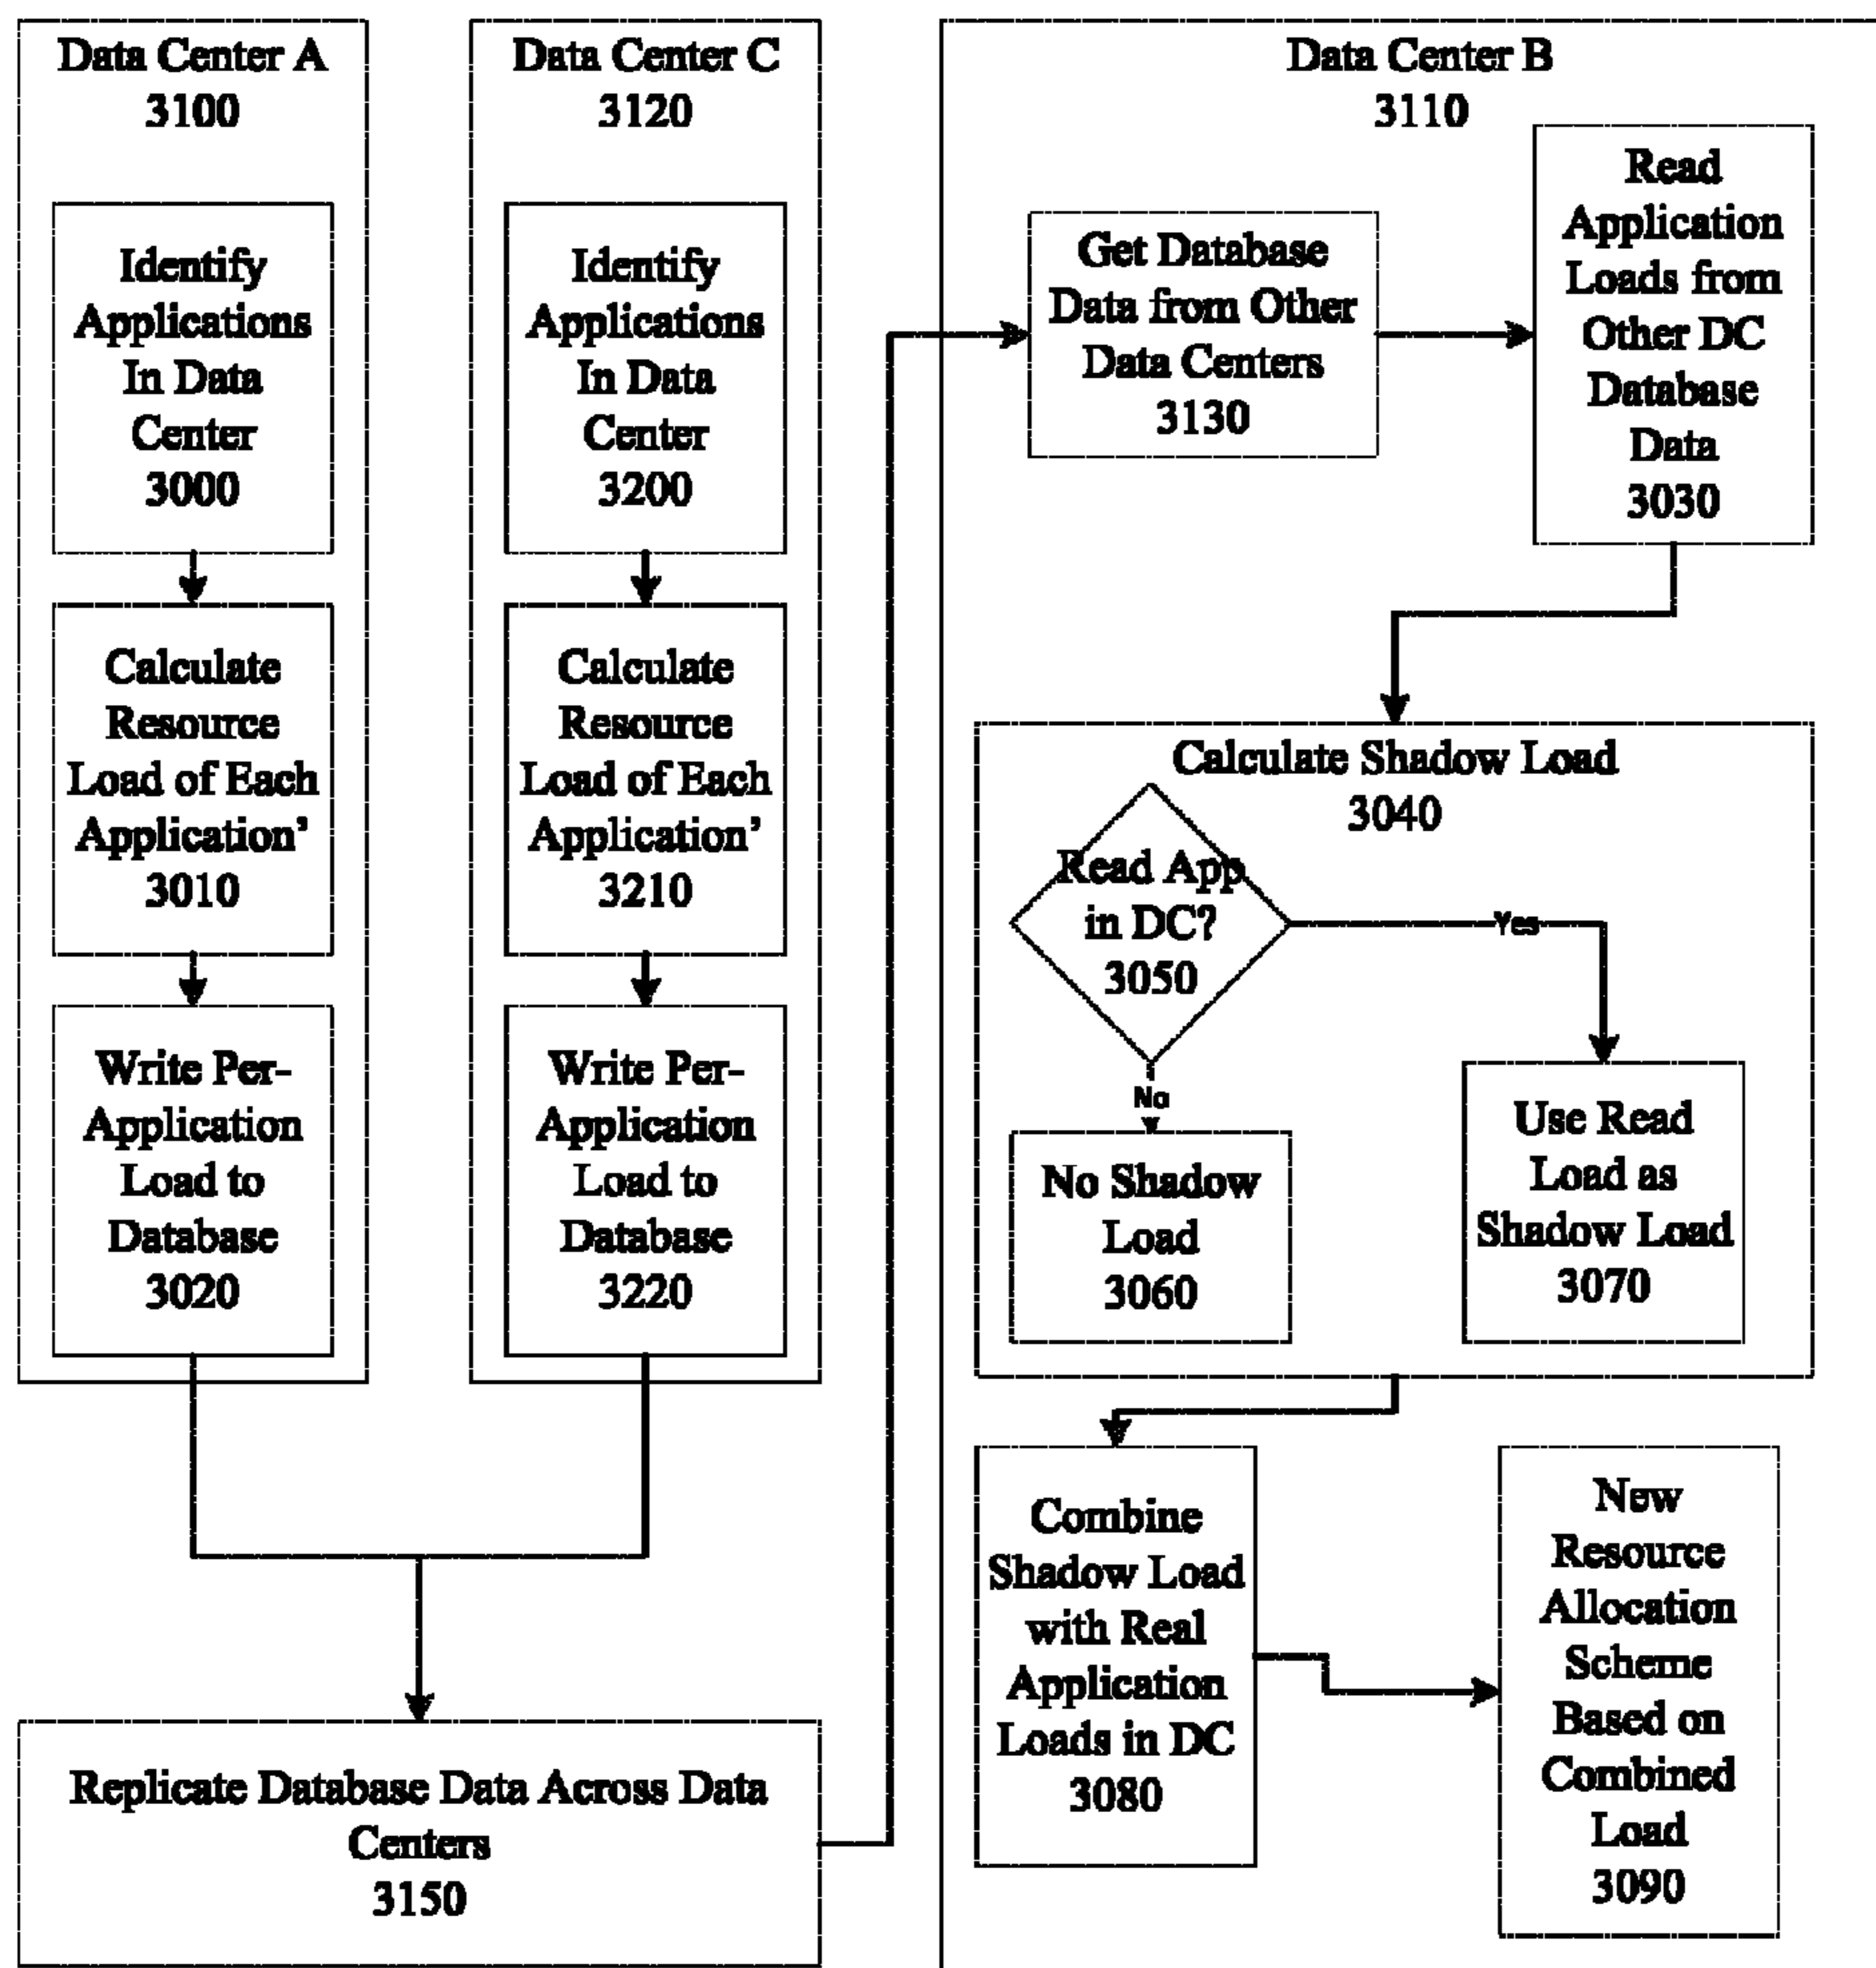 Data Center A
3100
Identify
Applications
In Data
Center
3000
Calculate
Resource
Load of Each
Application’
3010
Write Per-
Application
Load to
Database
3020
Data Center C
3120
Identify
Applications
In Data
Center
3200
Calculate
Resource
Load of Each
Application’
3210
Write Per-
Application
Load to
Database
3220
Replicate Database Data Across Data
Centers
3150
Data Center B
3110
Get Database
Data from Other
Data Centers
3130
Read
Application
Loads from
Other DC
Database
Data
3030
Calculate Shadow Load
3040
Read App
in DC?
3050
Yes
No
No Shadow
Load
3060
Use Read
Load as
Shadow Load
3070
Combine
Shadow Load
with Real
Application
Loads in DC
3080
New
Resource
Allocation
Scheme
Based on
Combined
Load
3090